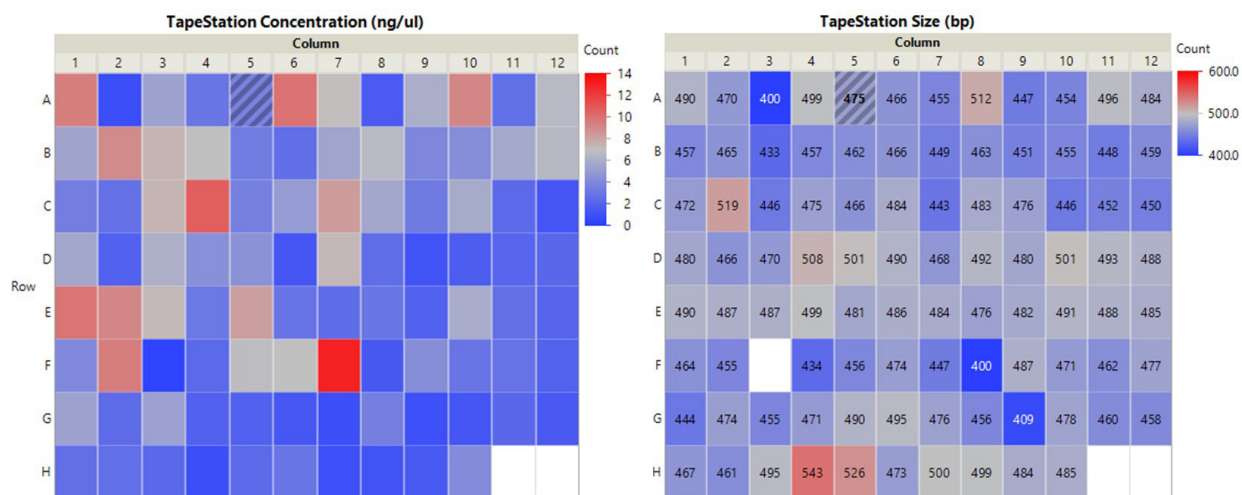 TapeStation Concentration (ng/ul)
Column
1 2 3 4 5 6 7 8 9 10 11 12
Row
A
B
C
D
E
F
G
H
Count
14
12
10
8
6
4
2
0
TapeStation Size (bp)
Column
1 2 3 4 5 6 7 8 9 10 11 12
A 490 470 400 499 475 466 455 512 447 454 496 484
B 457 465 433 457 462 466 449 463 451 455 448 459
C 472 519 446 475 466 484 443 483 476 446 452 450
D 480 466 470 508 501 490 468 492 480 501 493 488
E 490 487 487 499 481 486 484 476 482 491 488 485
F 464 455 434 456 474 447 400 487 471 462 477
G 444 474 455 471 490 495 476 456 409 478 460 458
H 467 461 495 543 526 473 500 499 484 485
Count
600.0
500.0
400.0